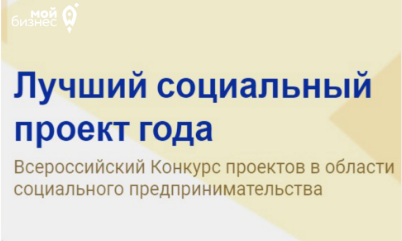 мой
бизнес
Лучший социальный
проект года
Всероссийский Конкурс проектов в области
социального предпринимательства